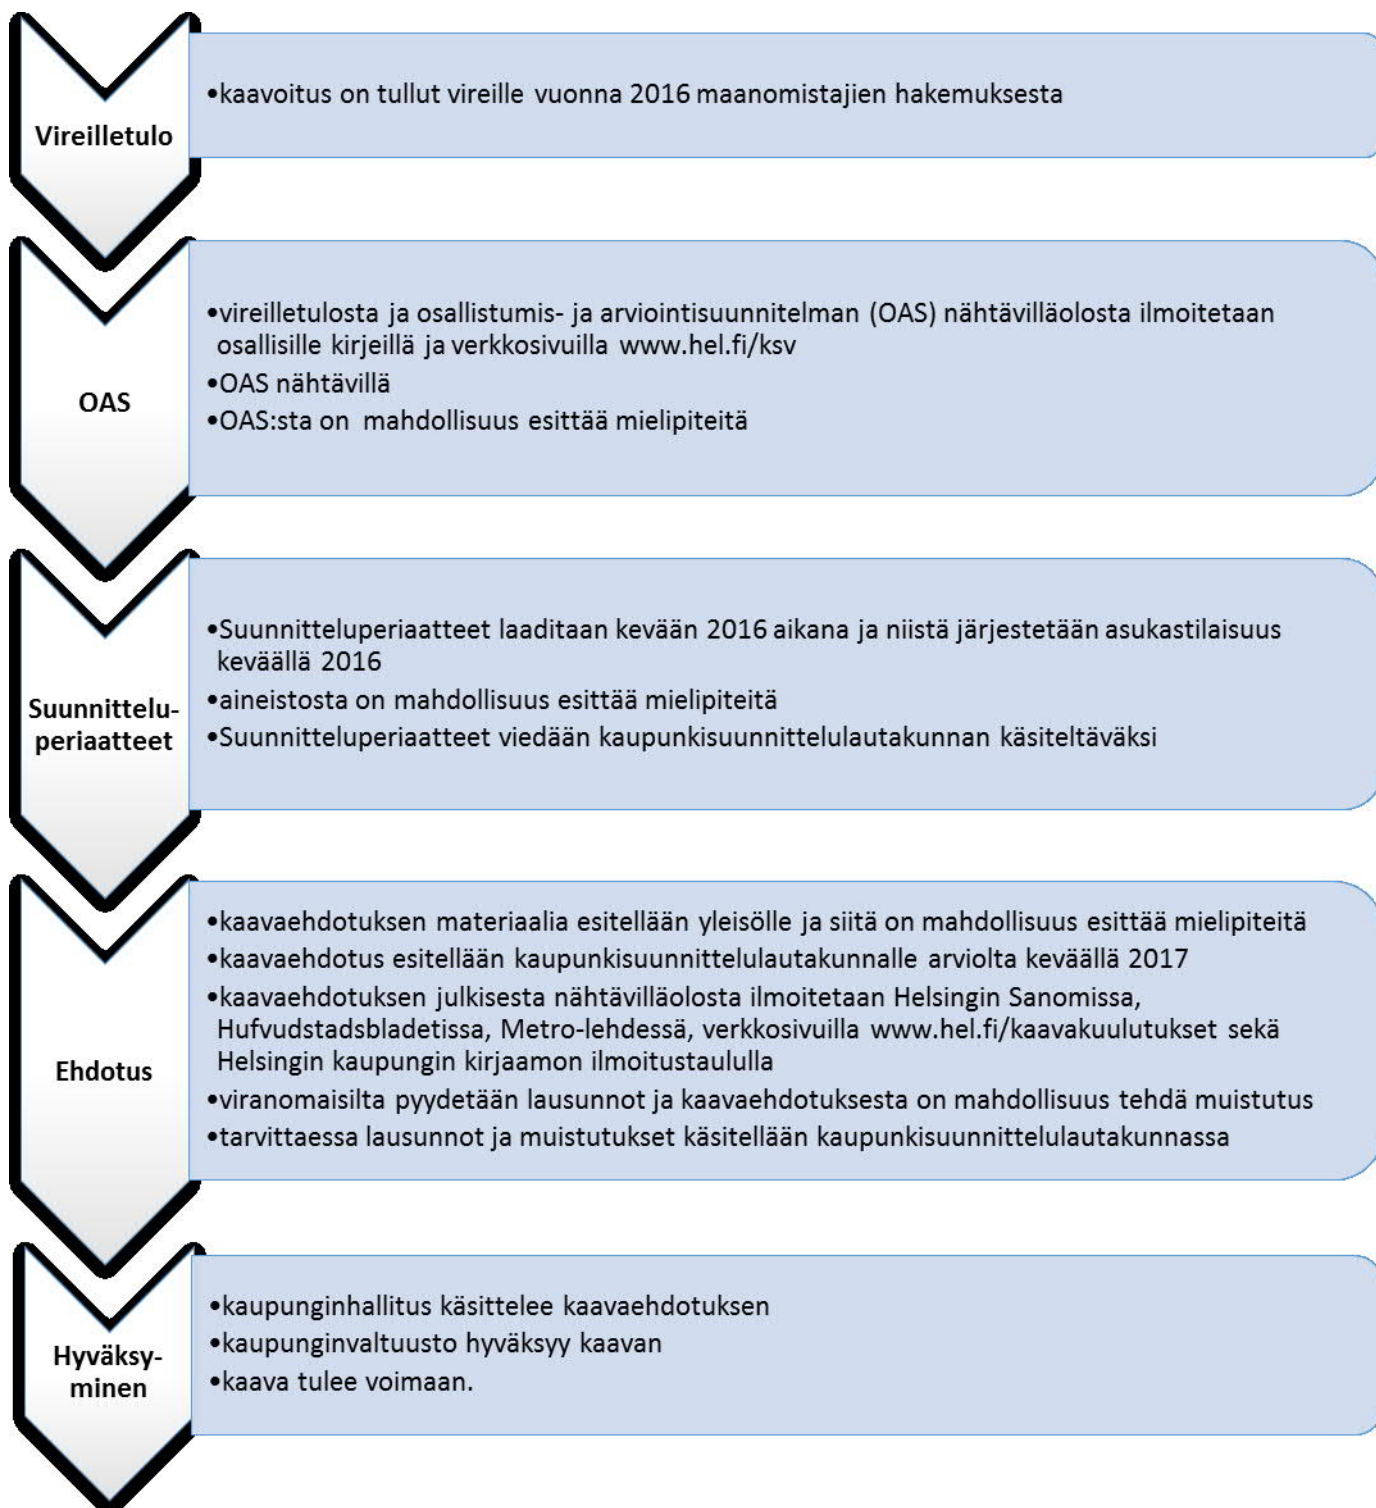 Vireilletulo
•kaavoitus on tullut vireille vuonna 2016 maanomistajien hakemuksesta
OAS
•vireilletulosta ja osallistumis- ja arviointisuunnitelman (OAS) nähtävilläolosta ilmoitetaan
osallisille kirjeillä ja verkkosivuilla www.hel.fi/ksv
•OAS nähtävillä
•OAS:sta on mahdollisuus esittää mielipiteitä
Suunnittelu-
periaatteet
•Suunnitteluperiaatteet laaditaan kevään 2016 aikana ja niistä järjestetään asukastilaisuus
keväällä 2016
•aineistosta on mahdollisuus esittää mielipiteitä
•Suunnitteluperiaatteet viedään kaupunkisuunnittelulautakunnan käsiteltäväksi
Ehdotus
•kaavaehdotuksen materiaalia esitellään yleisölle ja siitä on mahdollisuus esittää mielipiteitä
•kaavaehdotus esitellään kaupunkisuunnittelulautakunnalle arviolta keväällä 2017
•kaavaehdotuksen julkisesta nähtävilläolosta ilmoitetaan Helsingin Sanomissa,
Hufvudstadsbladetissa, Metro-lehdessä, verkkosivuilla www.hel.fi/kaavakuulutukset sekä
Helsingin kaupungin kirjaamon ilmoitustaululla
•viranomaisilta pyydetään lausunnot ja kaavaehdotuksesta on mahdollisuus tehdä muistutus
•tarvittaessa lausunnot ja muistutukset käsitellään kaupunkisuunnittelulautakunnassa
Hyväksy-
minen
•kaupunginhallitus käsittelee kaavaehdotuksen
•kaupunginvaltuusto hyväksyy kaavan
•kaava tulee voimaan.